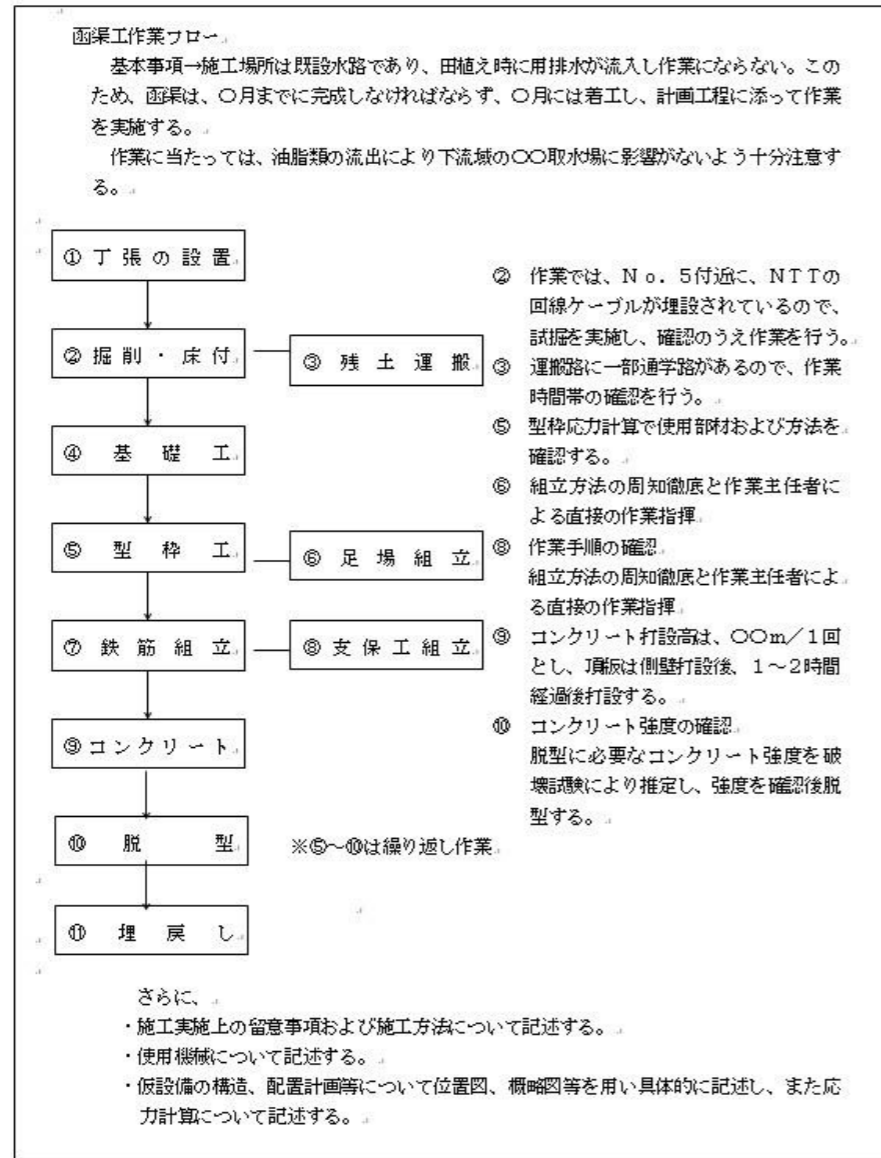 函渠工作業フロー
基本事項→施工場所は既設水路であり、田植え時に用排水が流入し作業にならない。この
ため、函渠は、〇月までに完成しなければならず、〇月には着工し、計画工程に添って作業
を実施する。
作業に当たっては、油脂類の流出により下流域の〇〇取水場に影響がないよう十分注意す
る。
①丁張の設置
②掘削・床付
③残土運搬
④基礎工
⑤型枠工
⑥足場組立
⑦鉄筋組立
⑧支保工組立
⑨コンクリート
⑩脱型
※⑤～⑩は繰り返し作業
⑪埋戻し
② 作業では、No.5付近に、NTTの
回線ケーブルが埋設されているので、
試掘を実施し、確認のうえ作業を行う。
③ 運搬路に一部通学路があるので、作業
時間帯の確認を行う。
⑤ 型枠応力計算で使用部材および方法を
確認する。
⑥ 組立方法の周知徹底と作業主任者に
よる直接の作業指揮
⑧ 作業手順の確認
組立方法の周知徹底と作業主任者によ
る直接の作業指揮
⑨ コンクリート打設高は、〇〇m/1回
とし、頂版は側壁打設後、1～2時間
経過後打設する。
⑩ コンクリート強度の確認
脱型に必要なコンクリート強度を破
壊試験により推定し、強度を確認後脱
型する。
さらに、
・施工実施上の留意事項および施工方法について記述する。
・使用機械について記述する。
・仮設備の構造、配置計画等について位置図、概略図等を用い具体的に記述し、また応
力計算について記述する。